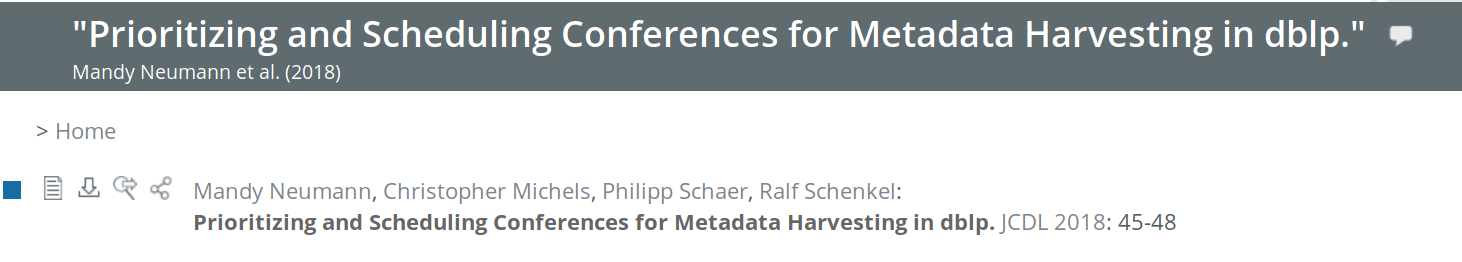 "Prioritizing and Scheduling Conferences for Metadata Harvesting in dblp."
Mandy Neumann et al. (2018)
> Home
Mandy Neumann, Christopher Michels, Philipp Schaer, Ralf Schenkel:
Prioritizing and Scheduling Conferences for Metadata Harvesting in dblp. JCDL 2018: 45-48